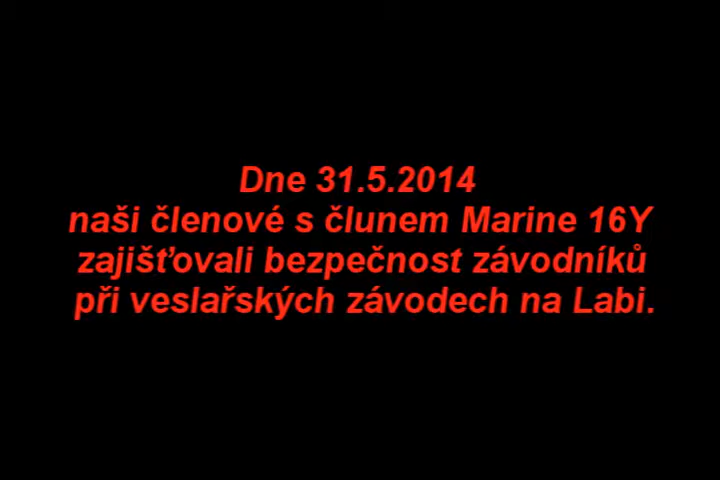 Dne 31.5.2014
naši členové s člunem Marine 16Y
zajišťovali bezpečnost závodníků
při veslařských závodech na Labi.